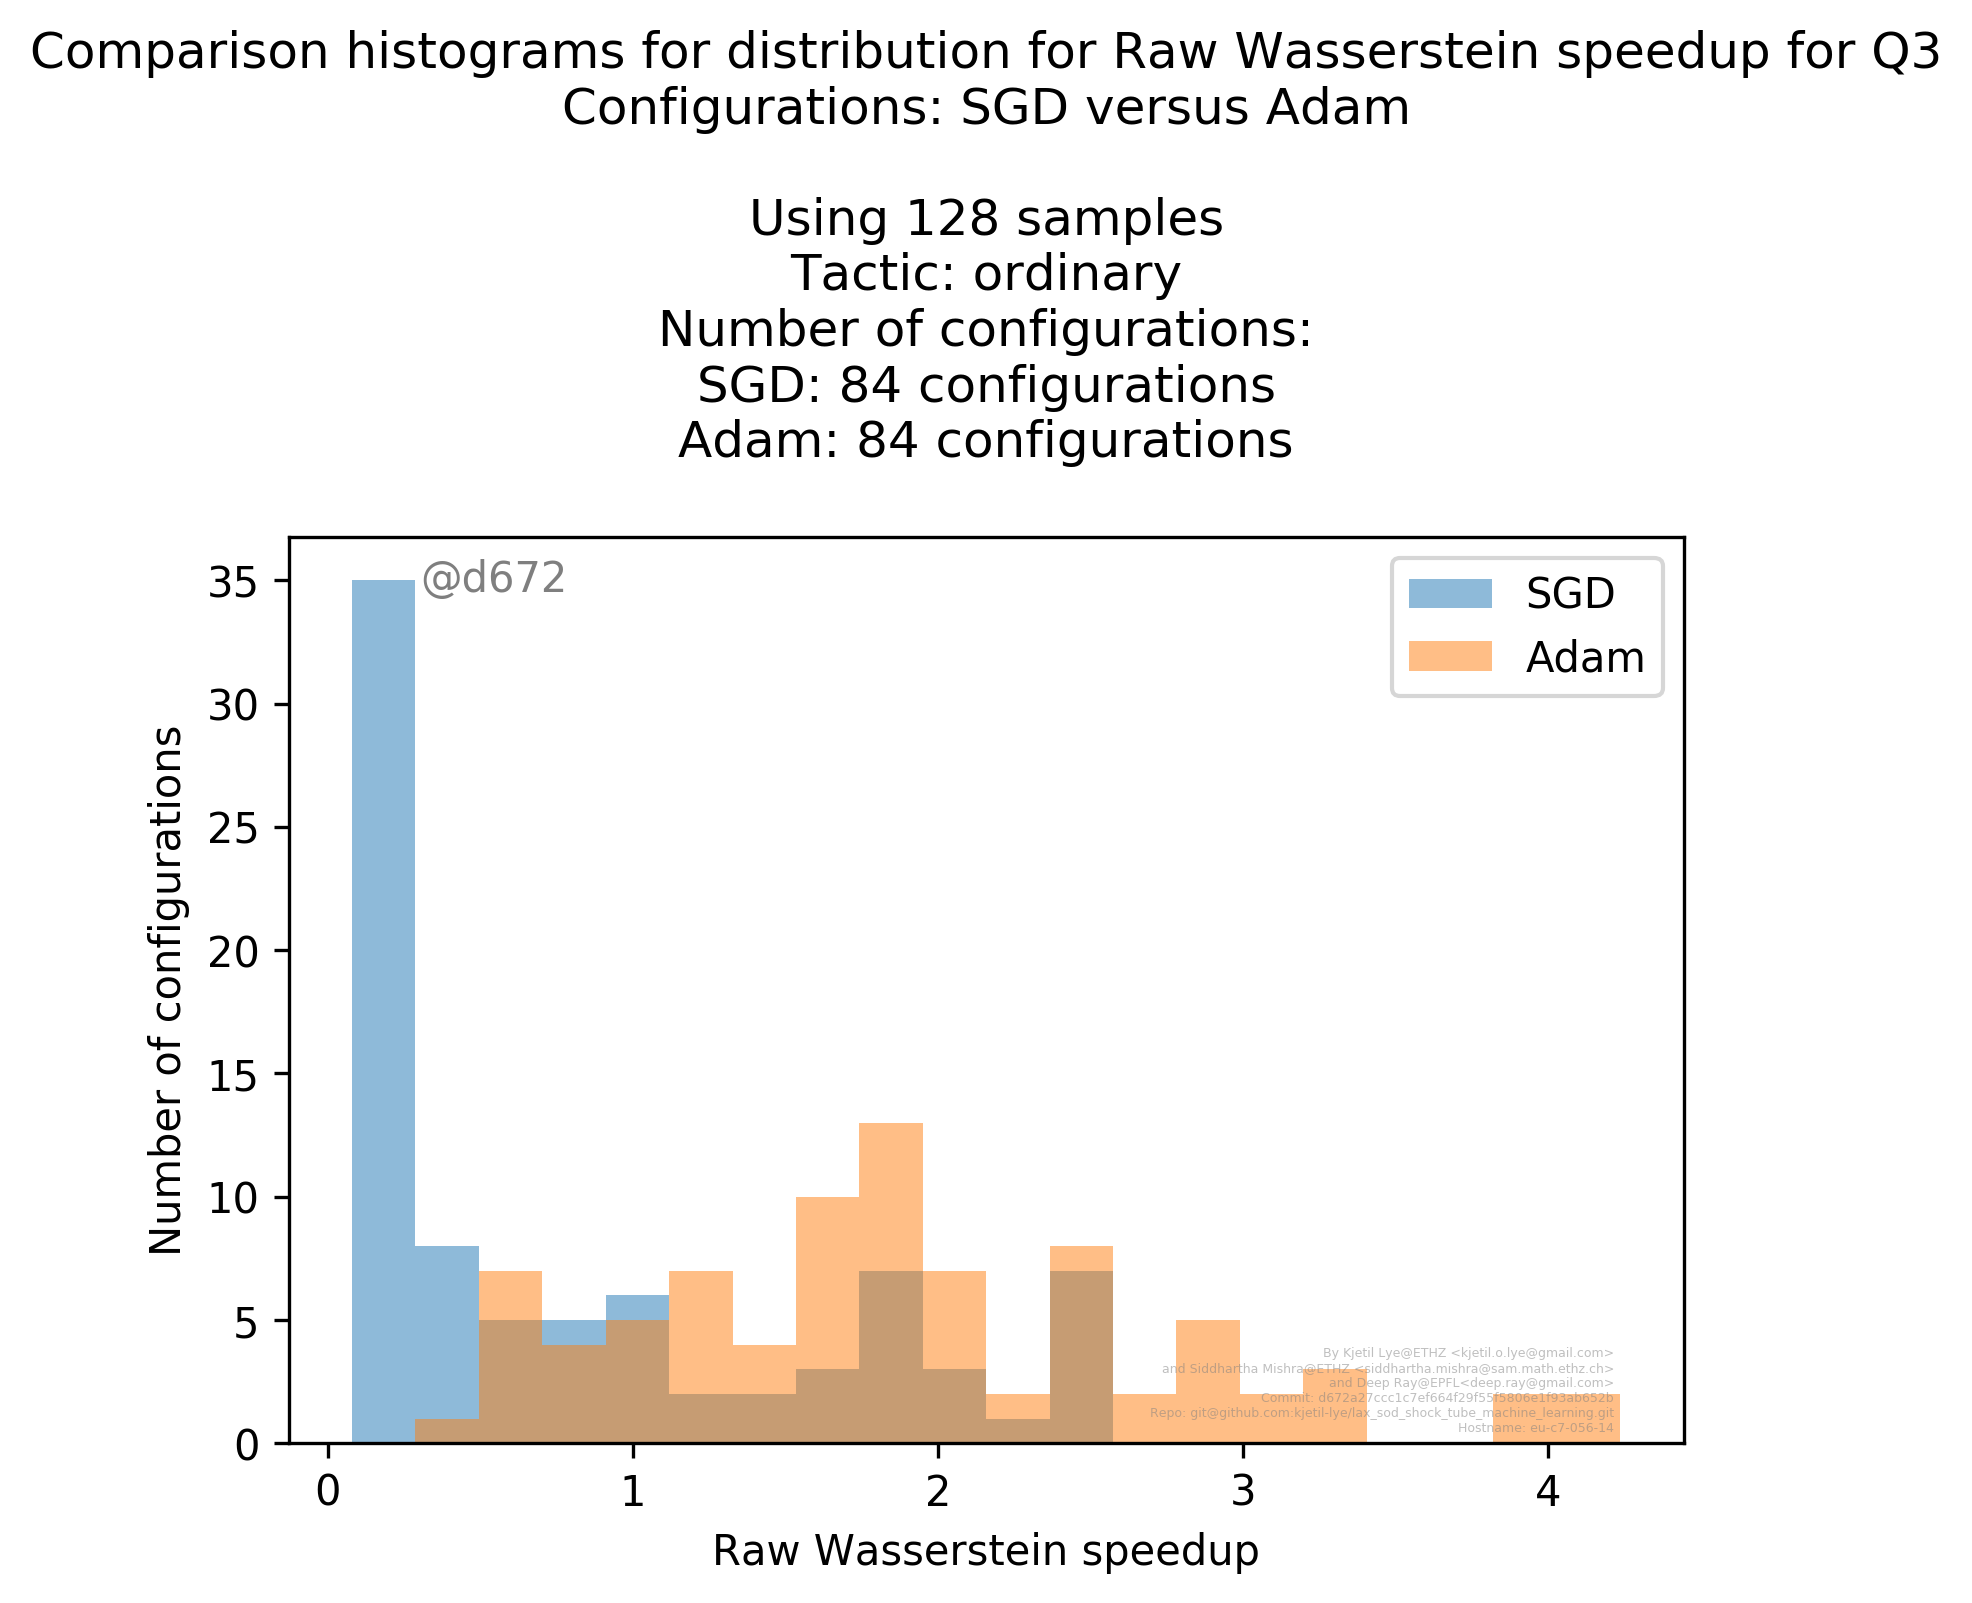 Comparison histograms for distribution for Raw Wasserstein speedup for Q3
Configurations: SGD versus Adam
Using 128 samples
Tactic: ordinary
Number of configurations:
SGD: 84 configurations
Adam: 84 configurations
@d672
SGD
Adam
35
30
25
20
15
10
5
0
Number of configurations
By Kjetil Lye@ETHZ <kjetil.o.lye@gmail.com>
and Siddhartha Mishra@ETHZ <siddhartha.mishra@sam.math.ethz.ch>
and Deep Ray@EPFL<deep.ray@gmail.com>
Commit: d672a27ccc1c7ef664f29f55f5806e1f93ab652b
Repo: git@github.com:kjetil-lye/lax_sod_shock_tube_machine_learning.git
Hostname: eu-c7-056-14
0 1 2 3 4
Raw Wasserstein speedup